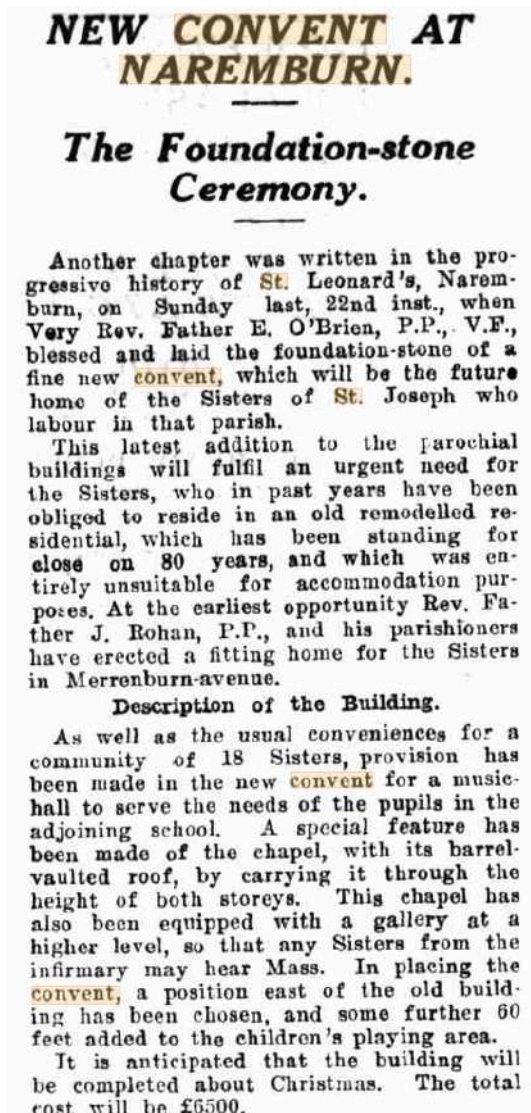 NEW CONVENT AT
NAREMBURN.
The Foundation-stone
Ceremony.
Another chapter was written in the pro-
gressive history of St. Leonard's, Narem-
burn, on Sunday last, 22nd inst., when
Very Rev. Father E. O'Brien, P.P., V.F.,
blessed and laid the foundation-stone of a
fine new convent, which will be the future
home of the Sisters of St. Joseph who
labour in that parish.
This latest addition to the parochial
buildings will fulfil an urgent need for
the Sisters, who in past years have been
obliged to reside in an old remodelled re-
sidential, which has been standing for
close on 80 years, and which was en-
tirely unsuitable for accommodation pur-
poses. At the earliest opportunity Rev. Fa-
ther J. Rohan, P.P., and his parishioners
have erected a fitting home for the Sisters
in Merrenburn-avenue.
Description of the Building.
As well as the usual conveniences for a
community of 18 Sisters, provision has
been made in the new convent for a music-
hall to serve the needs of the pupils in the
adjoining school. A special feature has
been made of the chapel, with its barrel-
vaulted roof, by carrying it through the
height of both storeys. This chapel has
also been equipped with a gallery at a
higher level, so that any Sisters from the
infirmary may hear Mass. In placing the
convent, a position east of the old build-
ing has been chosen, and some further 60
feet added to the children's playing area.
It is anticipated that the building will
be completed about Christmas. The total
cost will be £6500.